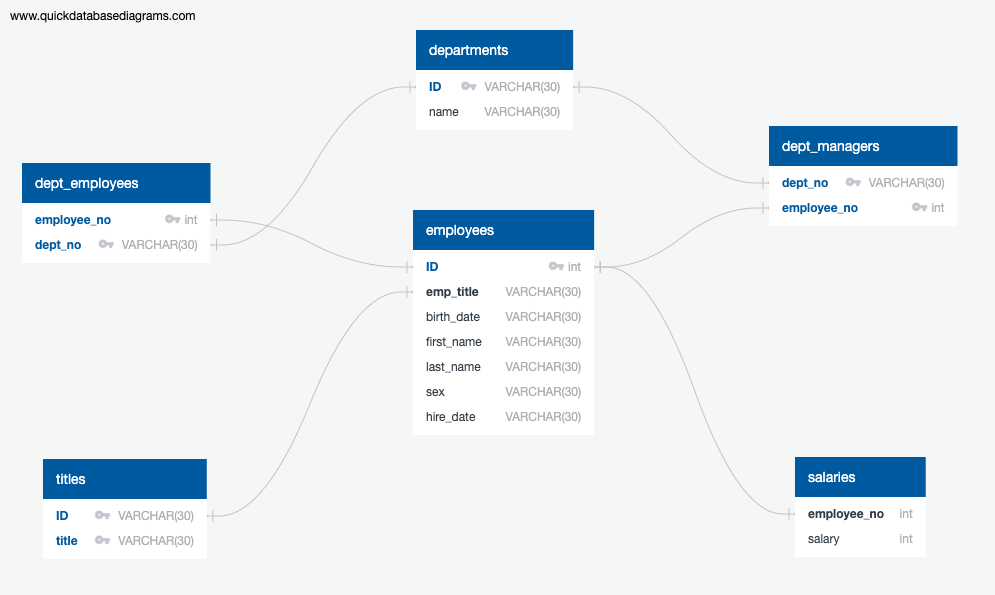 www.quickdatabasediagrams.com
departments
ID VARCHAR(30)
name VARCHAR(30)
dept_managers
dept_no VARCHAR(30)
employee_no int
dept_employees
employee_no int
dept_no VARCHAR(30)
employees
ID int
emp_title VARCHAR(30)
birth_date VARCHAR(30)
first_name VARCHAR(30)
last_name VARCHAR(30)
sex VARCHAR(30)
hire_date VARCHAR(30)
titles
ID VARCHAR(30)
title VARCHAR(30)
salaries
employee_no int
salary int